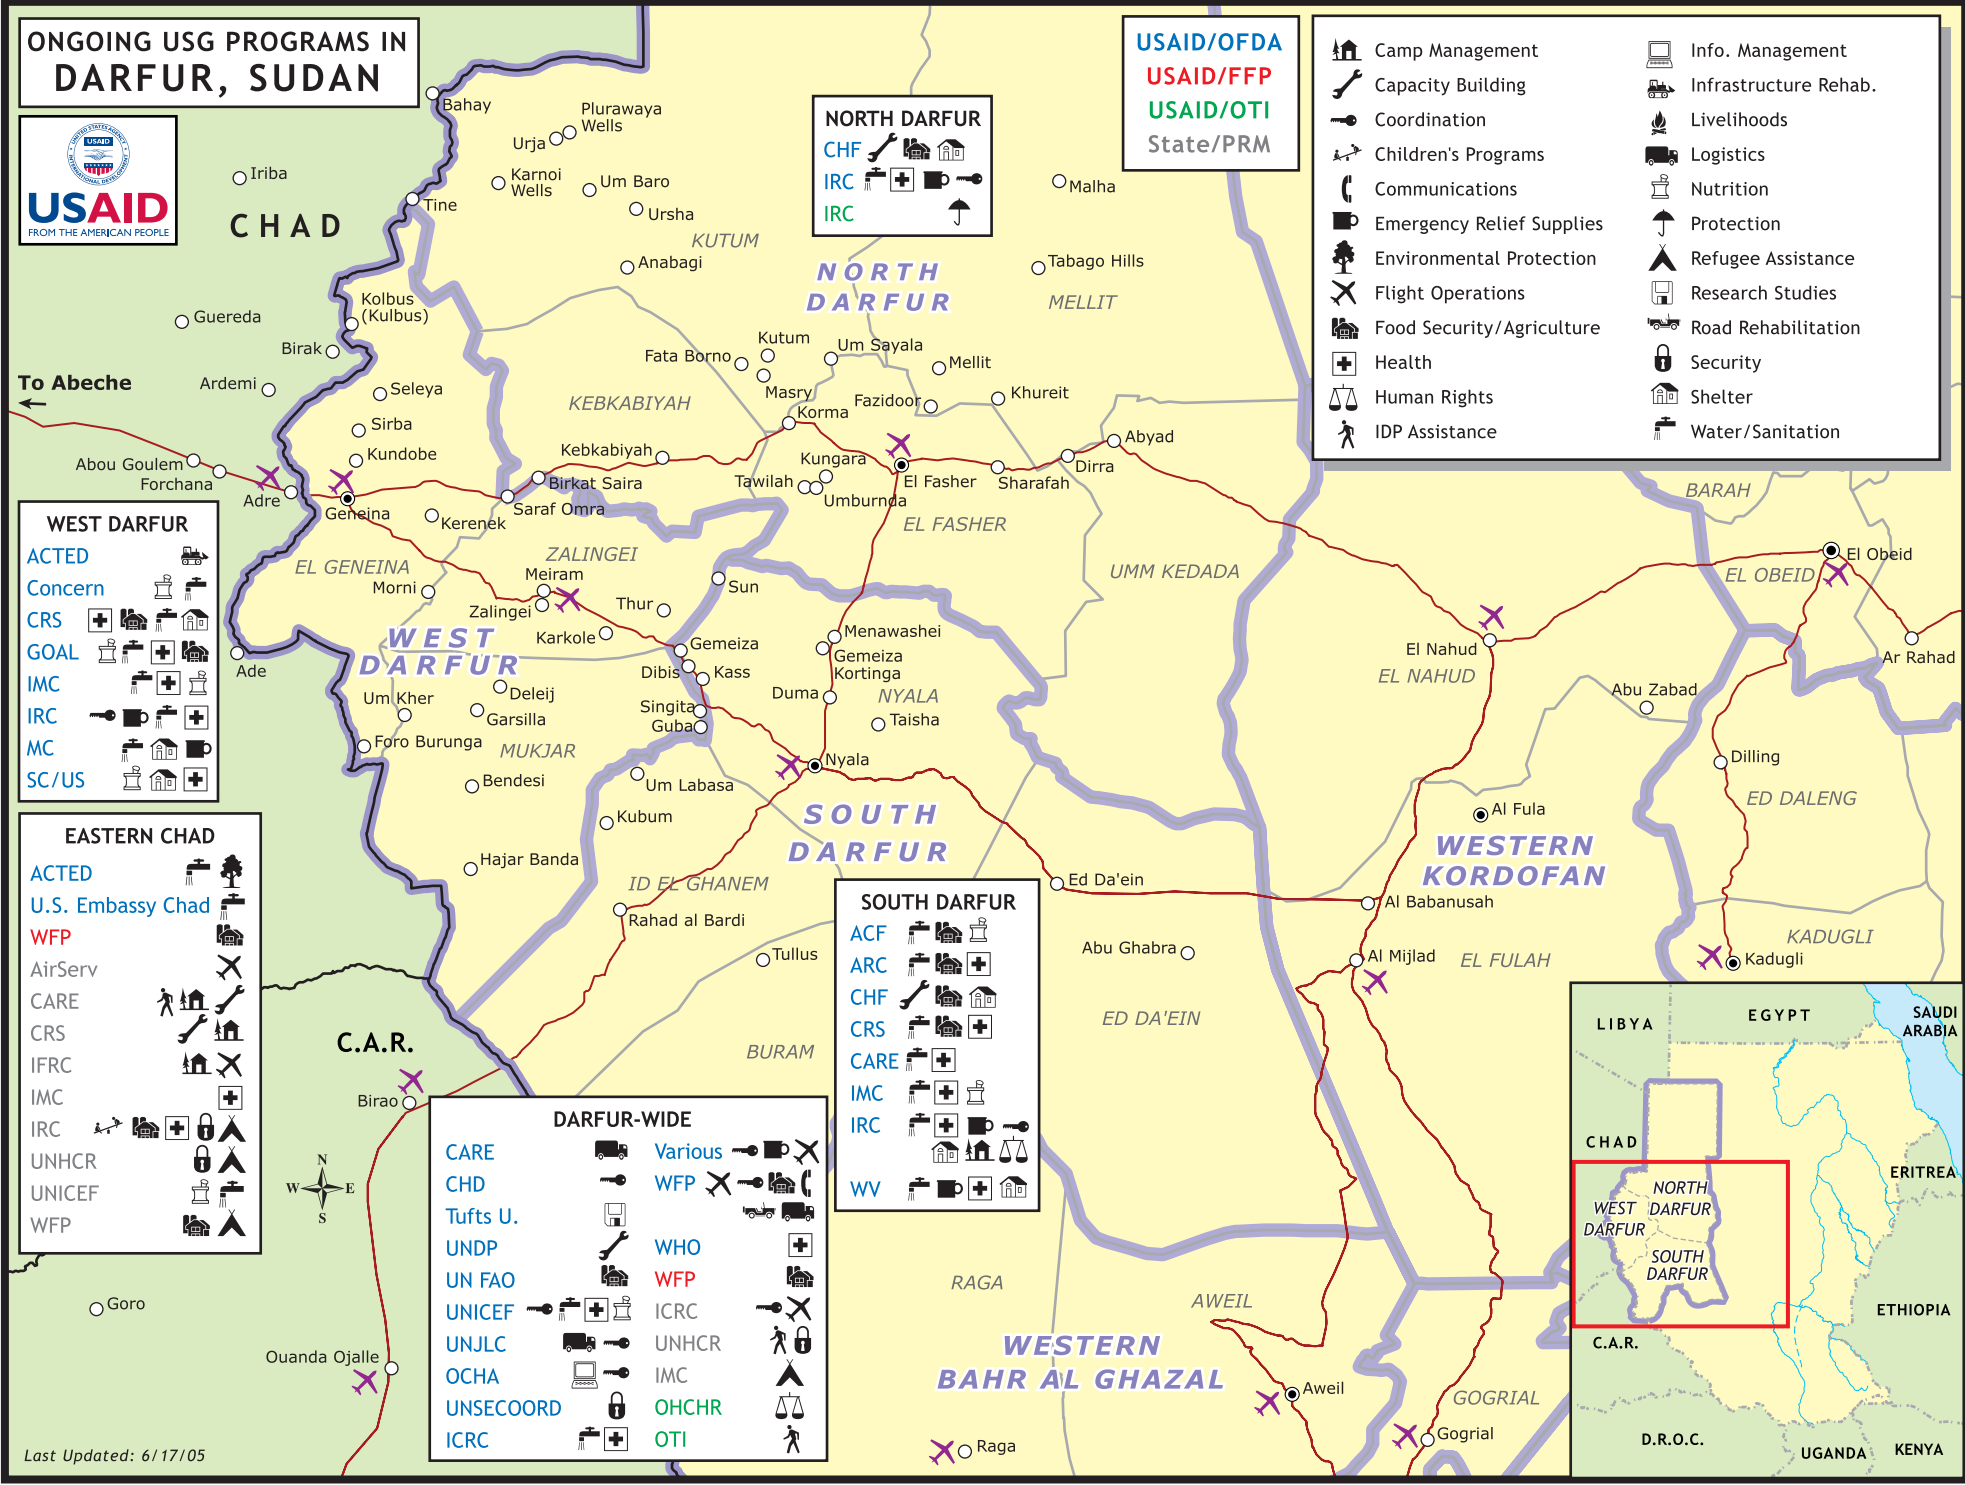 ONGOING USG PROGRAMS IN
DARFUR, SUDAN
UNITED STATES AGENCY
INTERNATIONAL DEVELOPMENT
USAID
USAID
FROM THE AMERICAN PEOPLE
USAID/OFDA
USAID/FFP
USAID/OTI
State/PRM
Camp Management
Capacity Building
Coordination
Children's Programs
Communications
Emergency Relief Supplies
Environmental Protection
Flight Operations
Food Security/Agriculture
Health
Human Rights
IDP Assistance
Info. Management
Infrastructure Rehab.
Livelihoods
Logistics
Nutrition
Protection
Refugee Assistance
Research Studies
Road Rehabilitation
Security
Shelter
Water/Sanitation
NORTH DARFUR
CHF
IRC
IRC
Bahay
Plurawaya
Wells
Urja
Karnoi
Wells
Um Baro
Ursha
Iriba
CHAD
Tine
KUTUM
Anabagi
Malha
Tabago Hills
MELLIT
NORTH
DARFUR
Kolbus
(Kulbus)
Guereda
Birak
Ardemi
To Abeche
Seleya
Sirba
Kundobe
Abou Goulem
Forchana
Adre
Geneina
Kutum
Fata Borno
Masry
Um Sayala
Mellit
Fazidoor
Khureit
KEBKABIYAH
Korma
Kebkabiyah
Kungara
Tawilah
Umburnda
El Fasher
Sharafah
Dirra
Abyad
Birkat Saira
Saraf Omra
Kerenek
EL FASHER
BARAH
El Obeid
EL OBEID
Ar Rahad
UMM KEDADA
EL GENEINA
ZALINGEI
Meiram
Morni
Zalingei
Thur
Sun
Karkole
Gemeiza
Menawashei
Gemeiza
Kortinga
Dibis
Kass
WEST
DARFUR
Um Kher
Deleij
Garsilla
Singita
Guba
Duma
NYALA
Taisha
El Nahud
EL NAHUD
Abu Zabad
Foro Burunga
MUKJAR
Bendesi
Um Labasa
Nyala
Dilling
ED DALENG
Kubum
SOUTH
DARFUR
Al Fula
WESTERN
KORDOFAN
Hajar Banda
ID EL GHANEM
Rahad al Bardi
Ed Da'ein
Al Babanusah
Tullus
Abu Ghabra
Al Mijlad
EL FULAH
KADUGLI
Kadugli
ED DA'EIN
BURAM
Ade
C.A.R.
Birao
WEST DARFUR
ACTED
Concern
CRS
GOAL
IMC
IRC
MC
SC/US
EASTERN CHAD
ACTED
U.S. Embassy Chad
WFP
AirServ
CARE
CRS
IFRC
IMC
IRC
UNHCR
UNICEF
WFP
N
W
E
S
Goro
Ouanda Ojalle
Last Updated: 6/17/05
DARFUR-WIDE
CARE
CHD
Tufts U.
UNDP
UN FAO
UNICEF
UNJLC
OCHA
UNSECOORD
ICRC
Various
WFP
WHO
WFP
ICRC
UNHCR
IMC
OHCHR
OTI
SOUTH DARFUR
ACF
ARC
CHF
CRS
CARE
IMC
IRC
WV
RAGA
AWEIL
WESTERN
BAHR AL GHAZAL
Raga
Aweil
GOGRIAL
Gogrial
LIBYA
EGYPT
SAUDI
ARABIA
CHAD
ERITREA
NORTH
DARFUR
WEST
DARFUR
SOUTH
DARFUR
ETHIOPIA
C.A.R.
D.R.O.C.
UGANDA
KENYA